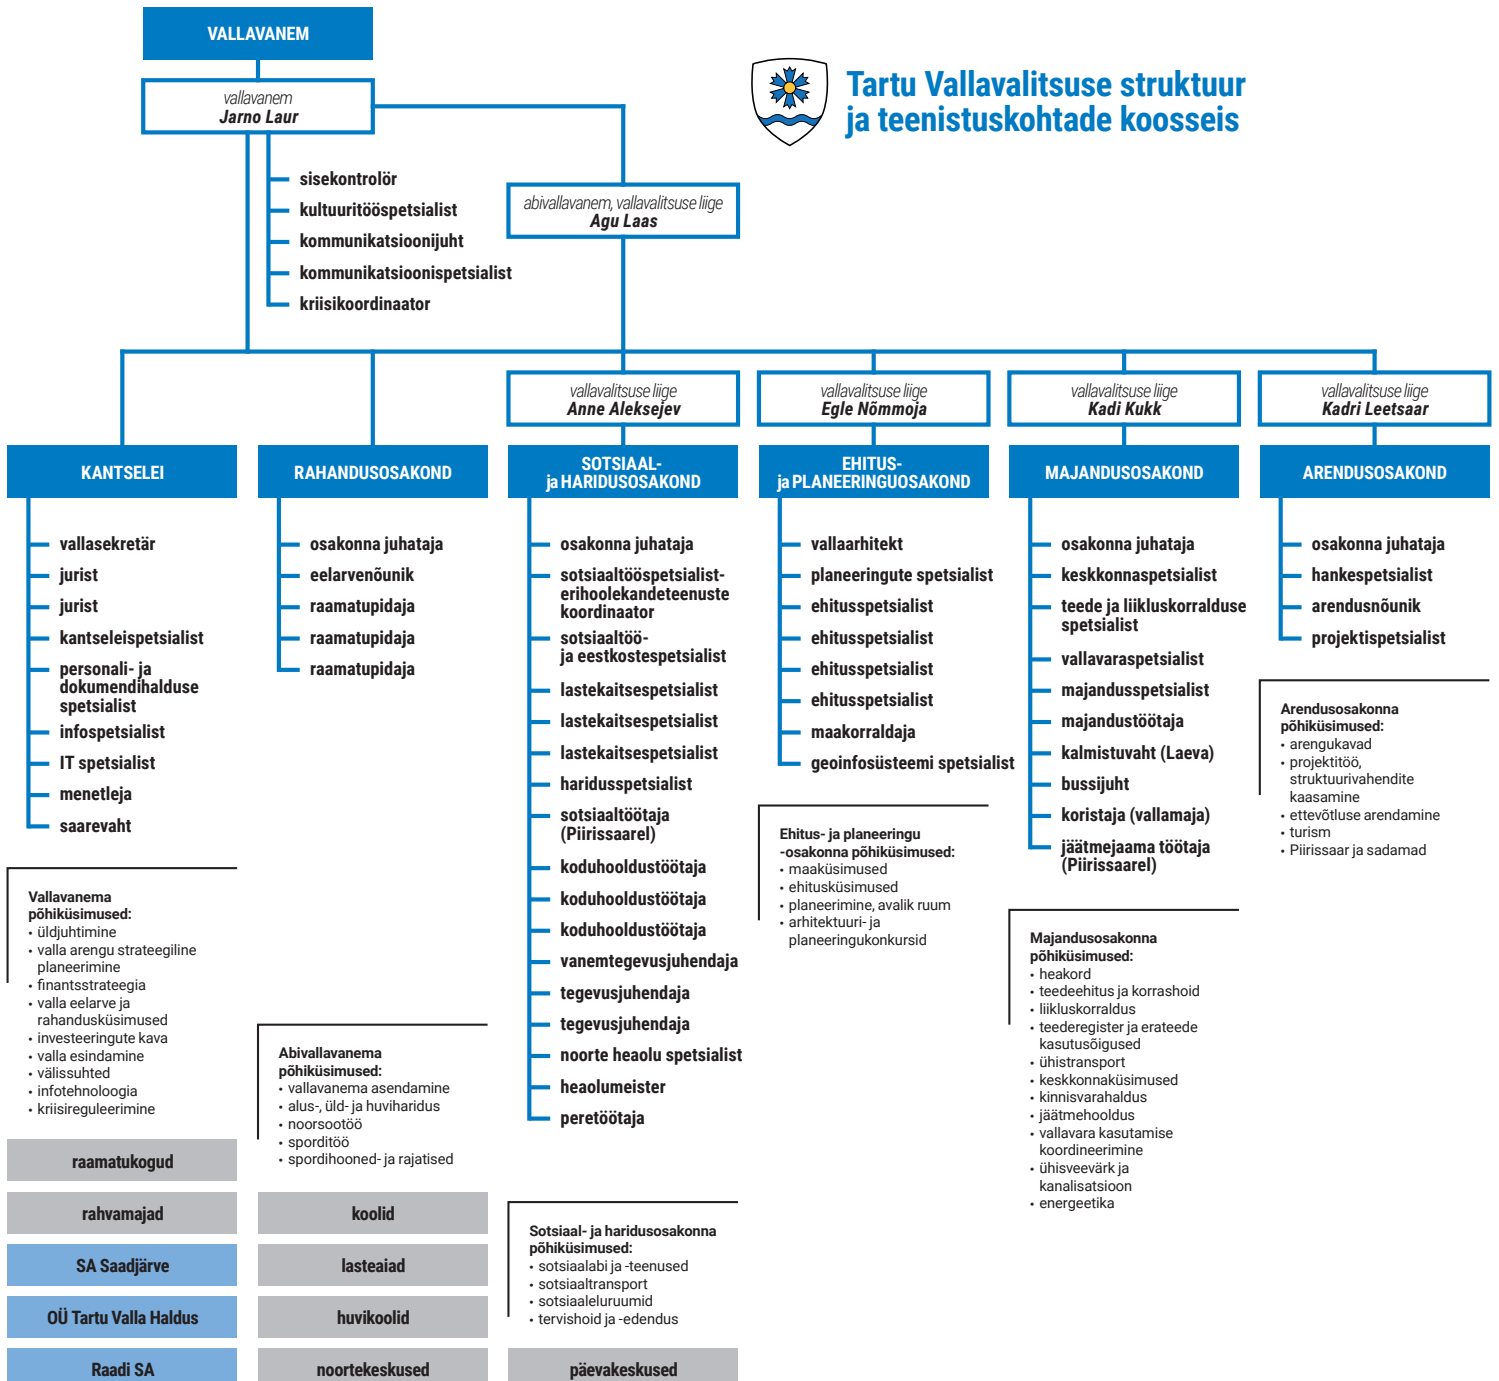 VALLAVANEM
vallavanem
Jarno Laur
Tartu Vallavalitsuse struktuur
ja teenistuskohtade koosseis
sisekontrolör
kultuuritööspetsialist
kommunikatsioonijuht
kommunikatsioonispetsialist
kriisikoordinaator
abivallavanem, vallavalitsuse liige
Agu Laas
vallavalitsuse liige
Anne Aleksejev
vallavalitsuse liige
Egle Nõmmoja
vallavalitsuse liige
Kadi Kukk
vallavalitsuse liige
Kadri Leetsaar
KANTSELEI
vallasekretär
jurist
jurist
kantseleispetsialist
personali- ja
dokumendihalduse
spetsialist
infospetsialist
IT spetsialist
menetleja
saarevaht
Vallavanema
põhiküsimused:
• üldjuhtimine
• valla arengu strateegiline
planeerimine
• finantsstrateegia
• valla eelarve ja
rahandusküsimused
• investeeringute kava
• valla esindamine
• välissuhted
• infotehnoloogia
• kriisireguleerimine
raamatukogud
rahvamajad
SA Saadjärve
OÜ Tartu Valla Haldus
Raadi SA
RAHANDUSOSAKOND
osakonna juhataja
eelarvenõunik
raamatupidaja
raamatupidaja
raamatupidaja
Abivallavanema
põhiküsimused:
• vallavanema asendamine
• alus-, üld- ja huviharidus
• noorsootöö
• sporditöö
• spordihooned- ja rajatised
koolid
lasteaiad
huvikoolid
noortekeskused
SOTSIAAL-
ja HARIDUSOSAKOND
osakonna juhataja
sotsiaaltööspetsialist-
erihoolekandeteenuste
koordinaator
sotsiaaltöö-
ja eestkostespetsialist
lastekaitsespetsialist
lastekaitsespetsialist
lastekaitsespetsialist
haridusspetsialist
sotsiaaltöötaja
(Piirissaarel)
koduhooldustöötaja
koduhooldustöötaja
koduhooldustöötaja
vanemtegevusjuhendaja
tegevusjuhendaja
tegevusjuhendaja
noorte heaolu spetsialist
heaolumeister
peretöötaja
Sotsiaal- ja haridusosakonna
põhiküsimused:
• sotsiaalabi ja -teenused
• sotsiaaltransport
• sotsiaaleluruumid
• tervishoid ja -edendus
päevakeskused
EHITUS-
ja PLANEERINGUOSAKOND
vallaarhitekt
planeeringute spetsialist
ehitusspetsialist
ehitusspetsialist
ehitusspetsialist
ehitusspetsialist
maakorraldaja
geoinfosüsteemi spetsialist
Ehitus- ja planeeringu
-osakonna põhiküsimused:
• maaküsimused
• ehitusküsimused
• planeerimine, avalik ruum
• arhitektuuri- ja
planeeringukonkursid
MAJANDUSOSAKOND
osakonna juhataja
keskkonnaspetsialist
teede ja liikluskorralduse
spetsialist
vallavaraspetsialist
majandusspetsialist
majandustöötaja
kalmistuvaht (Laeva)
bussijuht
koristaja (vallamaja)
jäätmejaama töötaja
(Piirissaarel)
Majandusosakonna
põhiküsimused:
• heakord
• teedeehitus ja korrashoid
• liikluskorraldus
• teederegister ja erateede
kasutusõigused
• ühistransport
• keskkonnaküsimused
• kinnisvarahaldus
• jäätmehooldus
• vallavara kasutamise
koordineerimine
• ühisveevärk ja
kanalisatsioon
• energeetika
ARENDUSOSAKOND
osakonna juhataja
hankespetsialist
arendusnõunik
projektispetsialist
Arendusosakonna
põhiküsimused:
• arengukavad
• projektitöö,
struktuurivahendite
kaasamine
• ettevõtluse arendamine
• turism
• Piirissaar ja sadamad